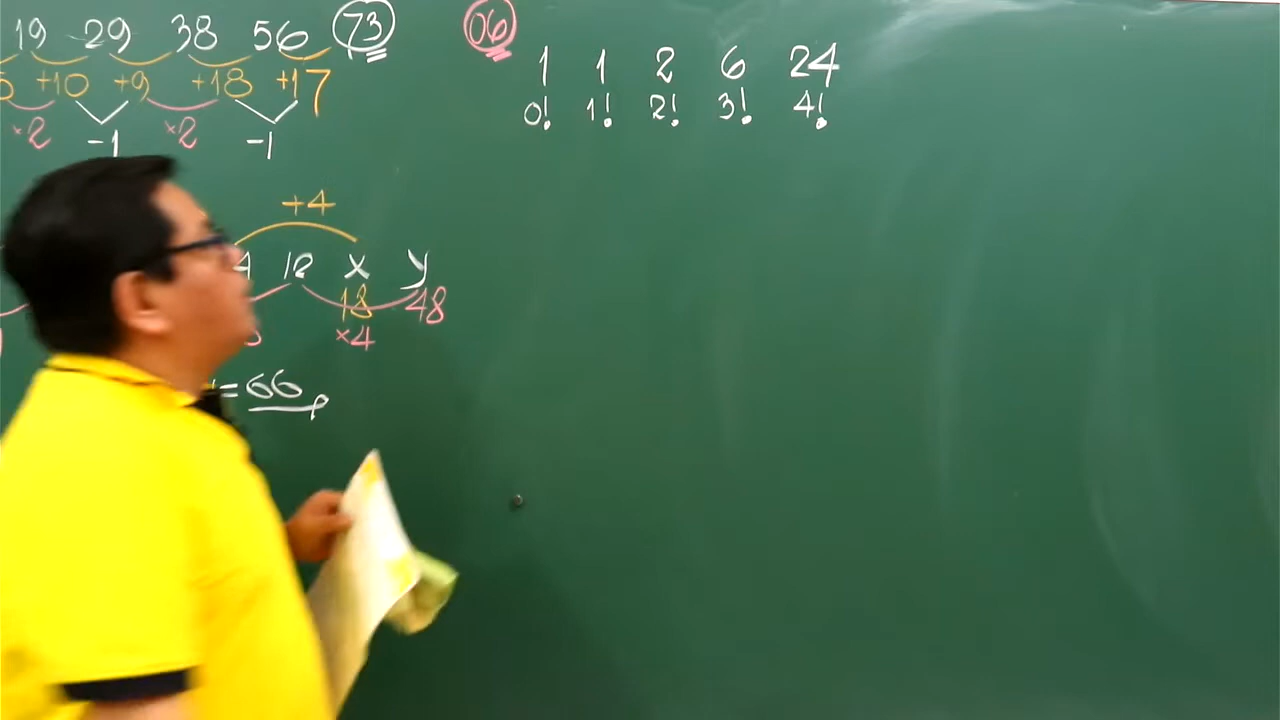 19 29 38 56 73
5 +10 +9 +18 +17
×2 -1 ×2 -1
+4
4 12 x y
18 48
×4
= 66
06
1 1 2 6 24
0! 1! 2! 3! 4!